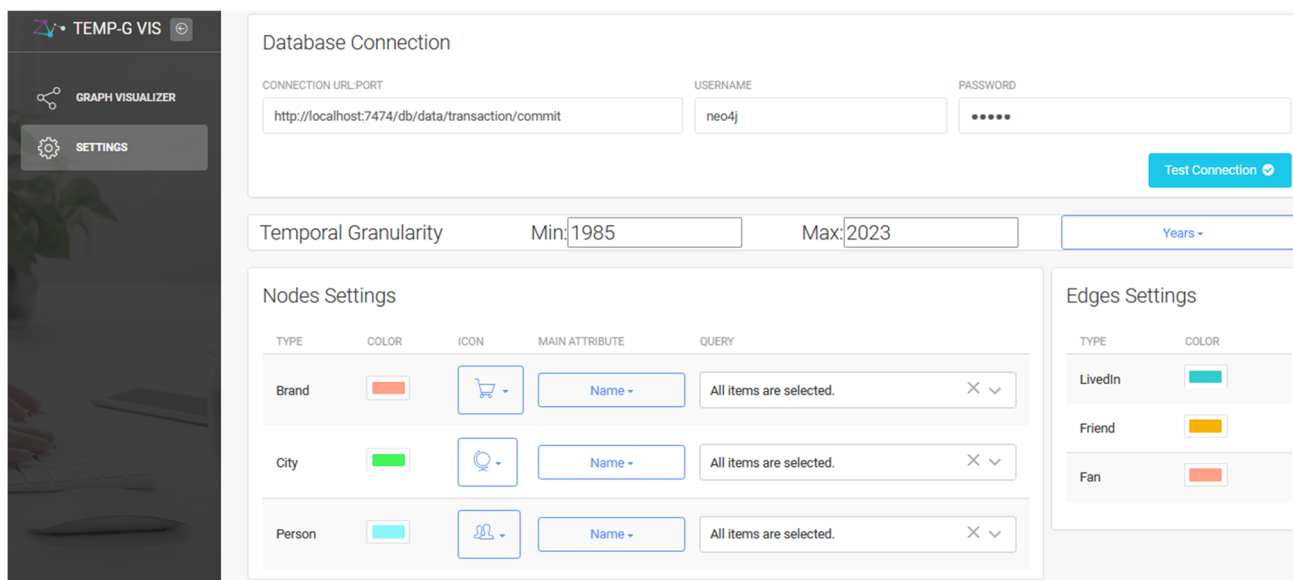 TEMP-G VIS
GRAPH VISUALIZER
SETTINGS
Database Connection
CONNECTION URL:PORT USERNAME PASSWORD
http://localhost:7474/db/data/transaction/commit neo4j •••••
Test Connection
Temporal Granularity Min: 1985 Max: 2023 Years
Nodes Settings
TYPE COLOR ICON MAIN ATTRIBUTE QUERY
Brand Name All items are selected.
City Name All items are selected.
Person Name All items are selected.
Edges Settings
TYPE COLOR
LivedIn
Friend
Fan